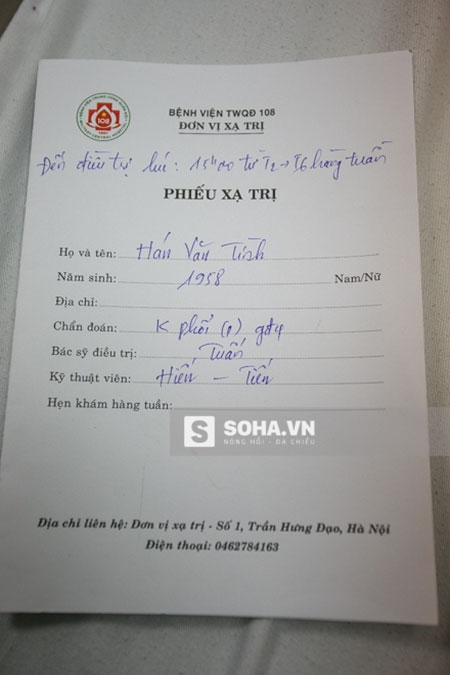 BỆNH VIỆN TWQĐ 108
ĐƠN VỊ XẠ TRỊ
108
Đến điều trị lúc: 15h00 từ T2 → T6 hàng tuần
PHIẾU XẠ TRỊ
Họ và tên: Hán Văn Tình
Năm sinh: 1958 Nam/Nữ
Địa chỉ:
Chẩn đoán: K phổi (P) gđ4
Bác sỹ điều trị: Tuấn
Kỹ thuật viên: Hiến - Tiến
Hẹn khám hàng tuần:
S SOHA.VN
NÓNG HỔI - ĐA CHIỀU
Địa chỉ liên hệ: Đơn vị xạ trị - Số 1, Trần Hưng Đạo, Hà Nội
Điện thoại: 0462784163